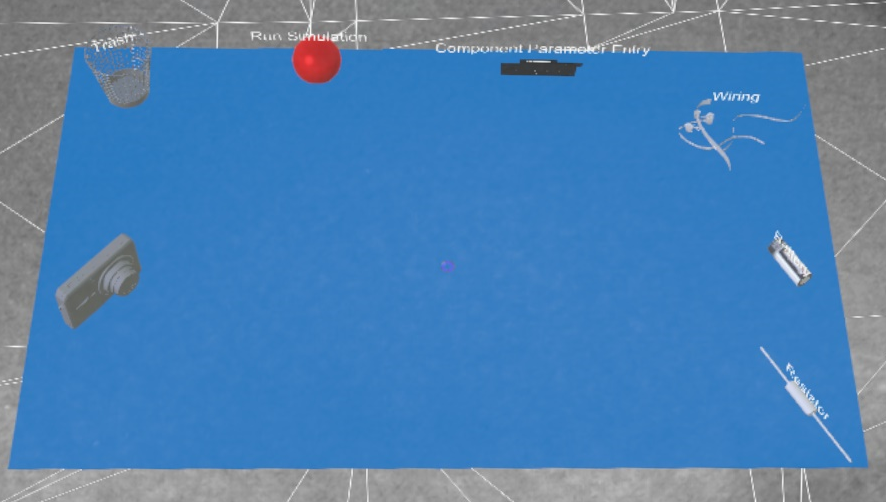 Trash
Run Simulation
Component Parameter Entry
Wiring
Resistor